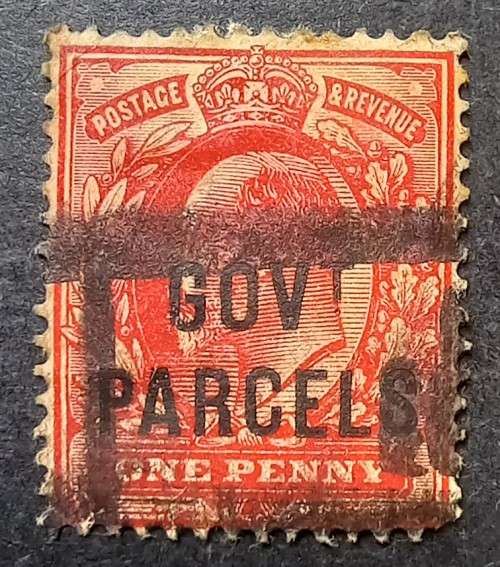 POSTAGE & REVENUE
GOVT
PARCELS
ONE PENNY